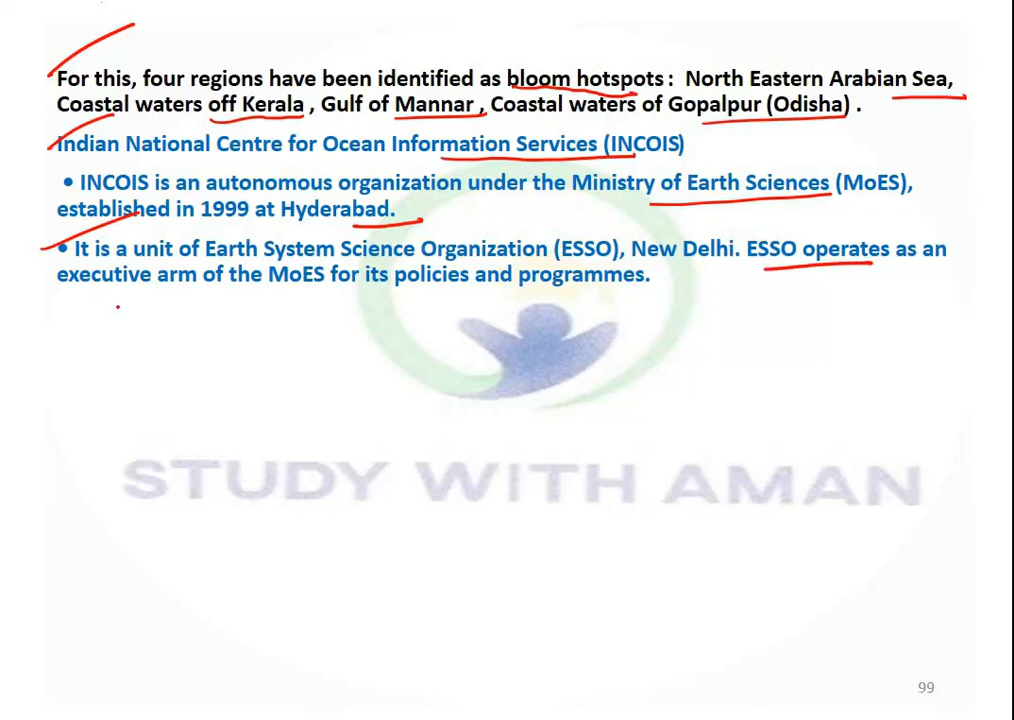 For this, four regions have been identified as bloom hotspots : North Eastern Arabian Sea,
Coastal waters off Kerala , Gulf of Mannar , Coastal waters of Gopalpur (Odisha) .
Indian National Centre for Ocean Information Services (INCOIS)
• INCOIS is an autonomous organization under the Ministry of Earth Sciences (MoES),
established in 1999 at Hyderabad.
• It is a unit of Earth System Science Organization (ESSO), New Delhi. ESSO operates as an
executive arm of the MoES for its policies and programmes.
STUDY WITH AMAN
99